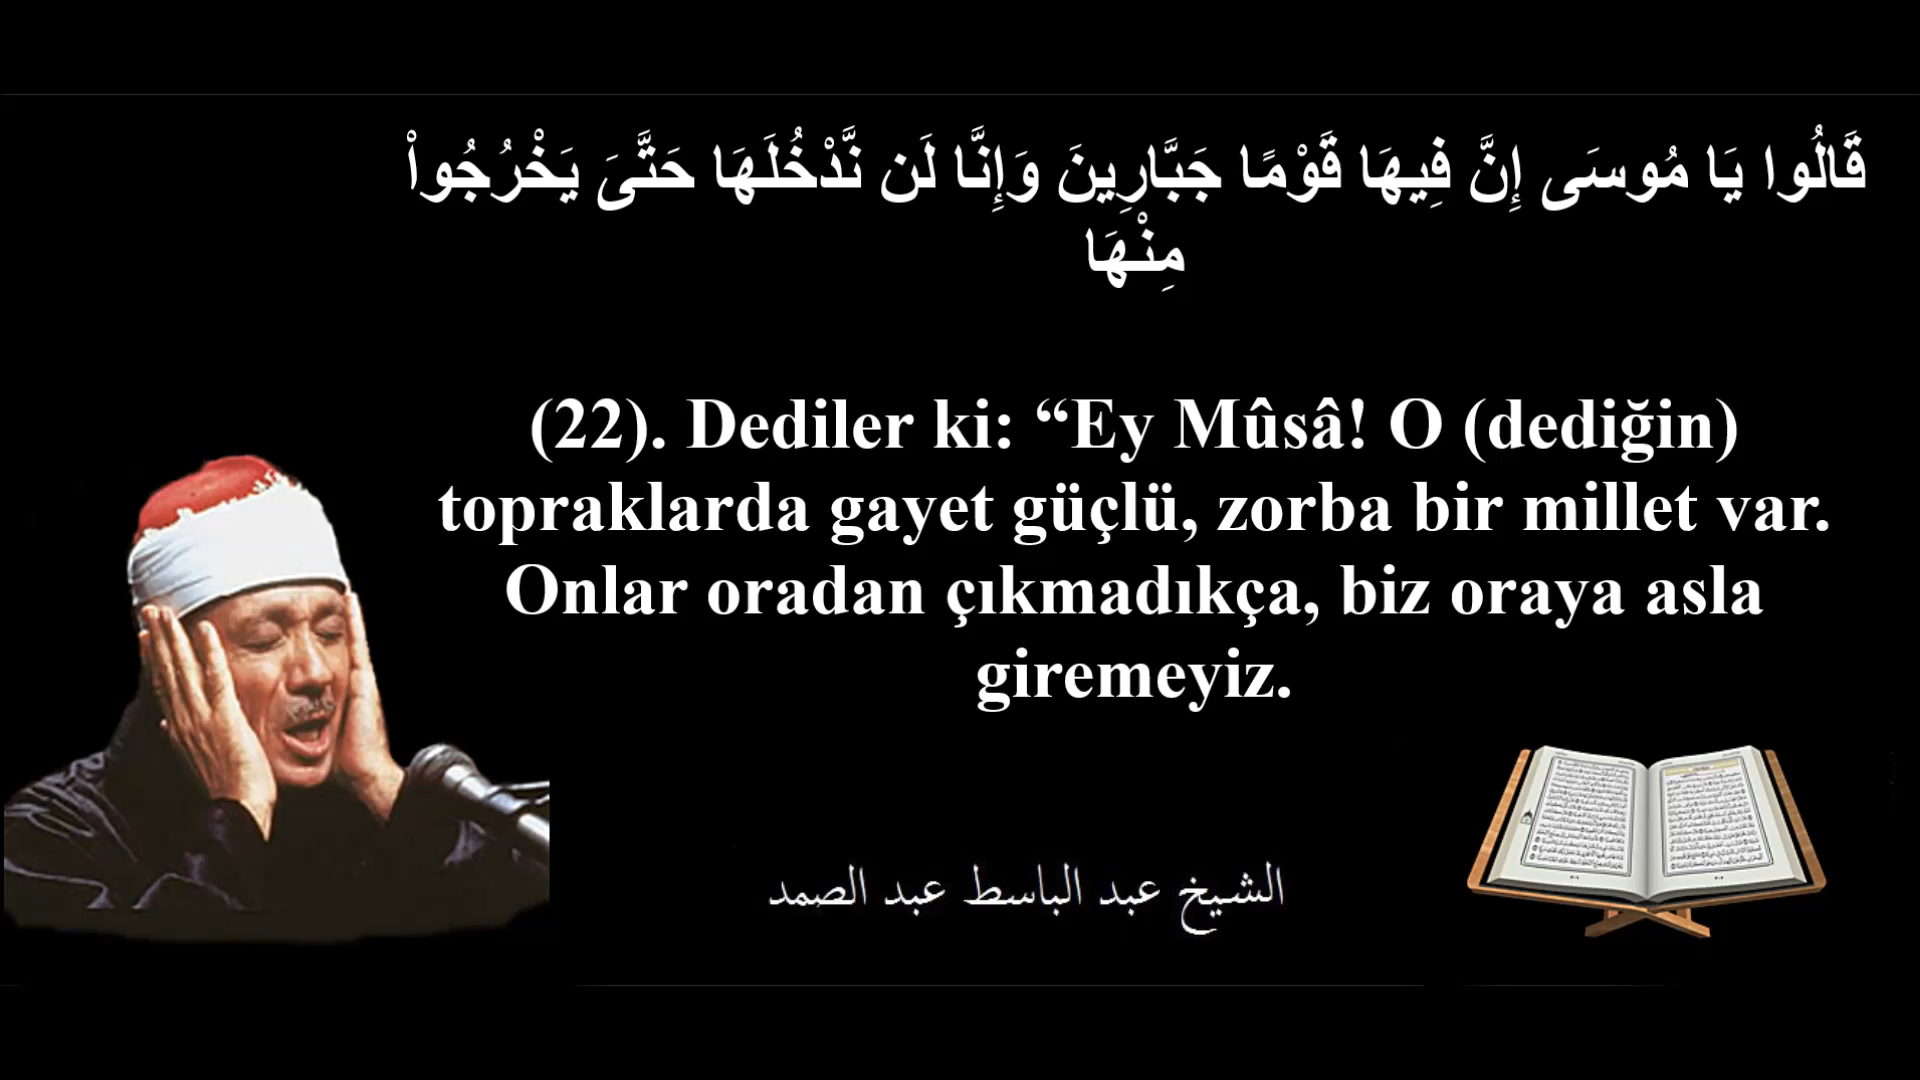 قَالُوا يَا مُوسَى إِنَّ فِيهَا قَوْمًا جَبَّارِينَ وَإِنَّا لَن نَّدْخُلَهَا حَتَّىَ يَخْرُجُواْ
مِنْهَا
(22). Dediler ki: “Ey Mûsâ! O (dediğin)
topraklarda gayet güçlü, zorba bir millet var.
Onlar oradan çıkmadıkça, biz oraya asla
giremeyiz.
الشيخ عبد الباسط عبد الصمد